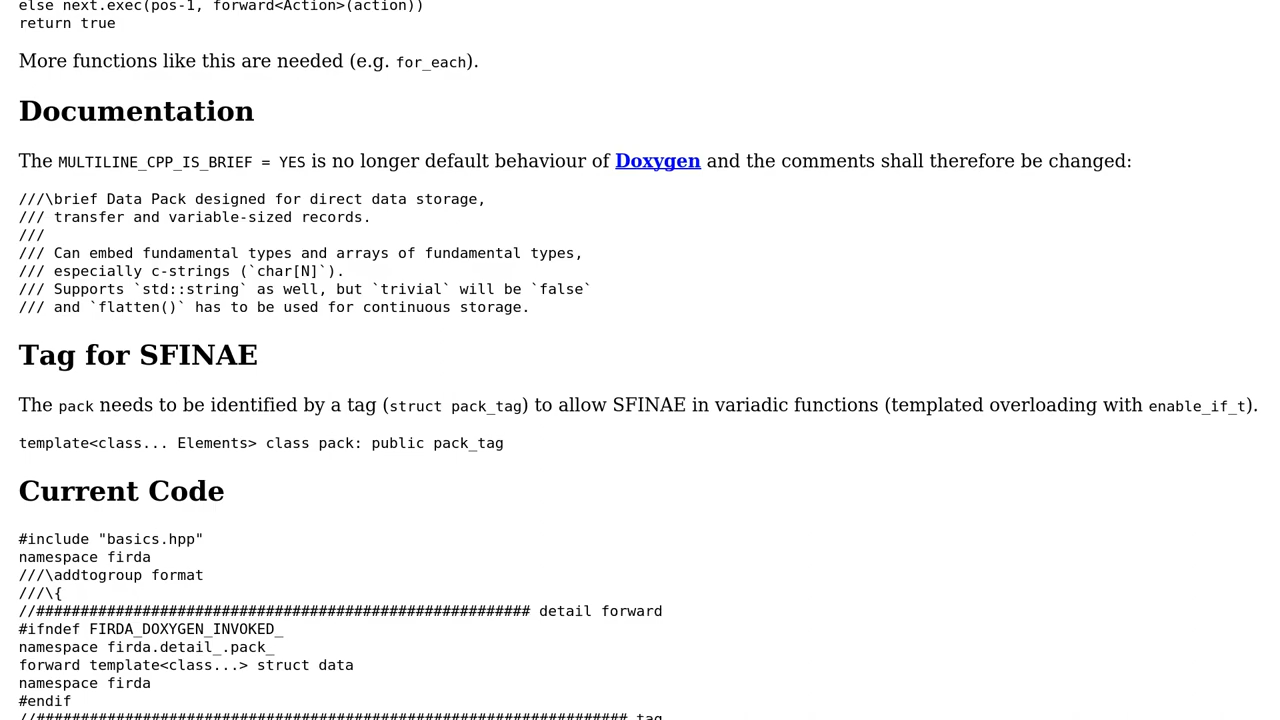 else next.exec(pos-1, forward<Action>(action))
return true
More functions like this are needed (e.g. for_each).
Documentation
The MULTILINE_CPP_IS_BRIEF = YES is no longer default behaviour of Doxygen and the comments shall therefore be changed:
///\brief Data Pack designed for direct data storage,
/// transfer and variable-sized records.
///
/// Can embed fundamental types and arrays of fundamental types,
/// especially c-strings (`char[N]`).
/// Supports `std::string` as well, but `trivial` will be `false`
/// and `flatten()` has to be used for continuous storage.
Tag for SFINAE
The pack needs to be identified by a tag (struct pack_tag) to allow SFINAE in variadic functions (templated overloading with enable_if_t).
template<class... Elements> class pack: public pack_tag
Current Code
#include "basics.hpp"
namespace firda
///\addtogroup format
///\{
//######################################################## detail forward
#ifndef FIRDA_DOXYGEN_INVOKED_
namespace firda.detail_.pack_
forward template<class...> struct data
namespace firda
#endif
//################################################################### tag